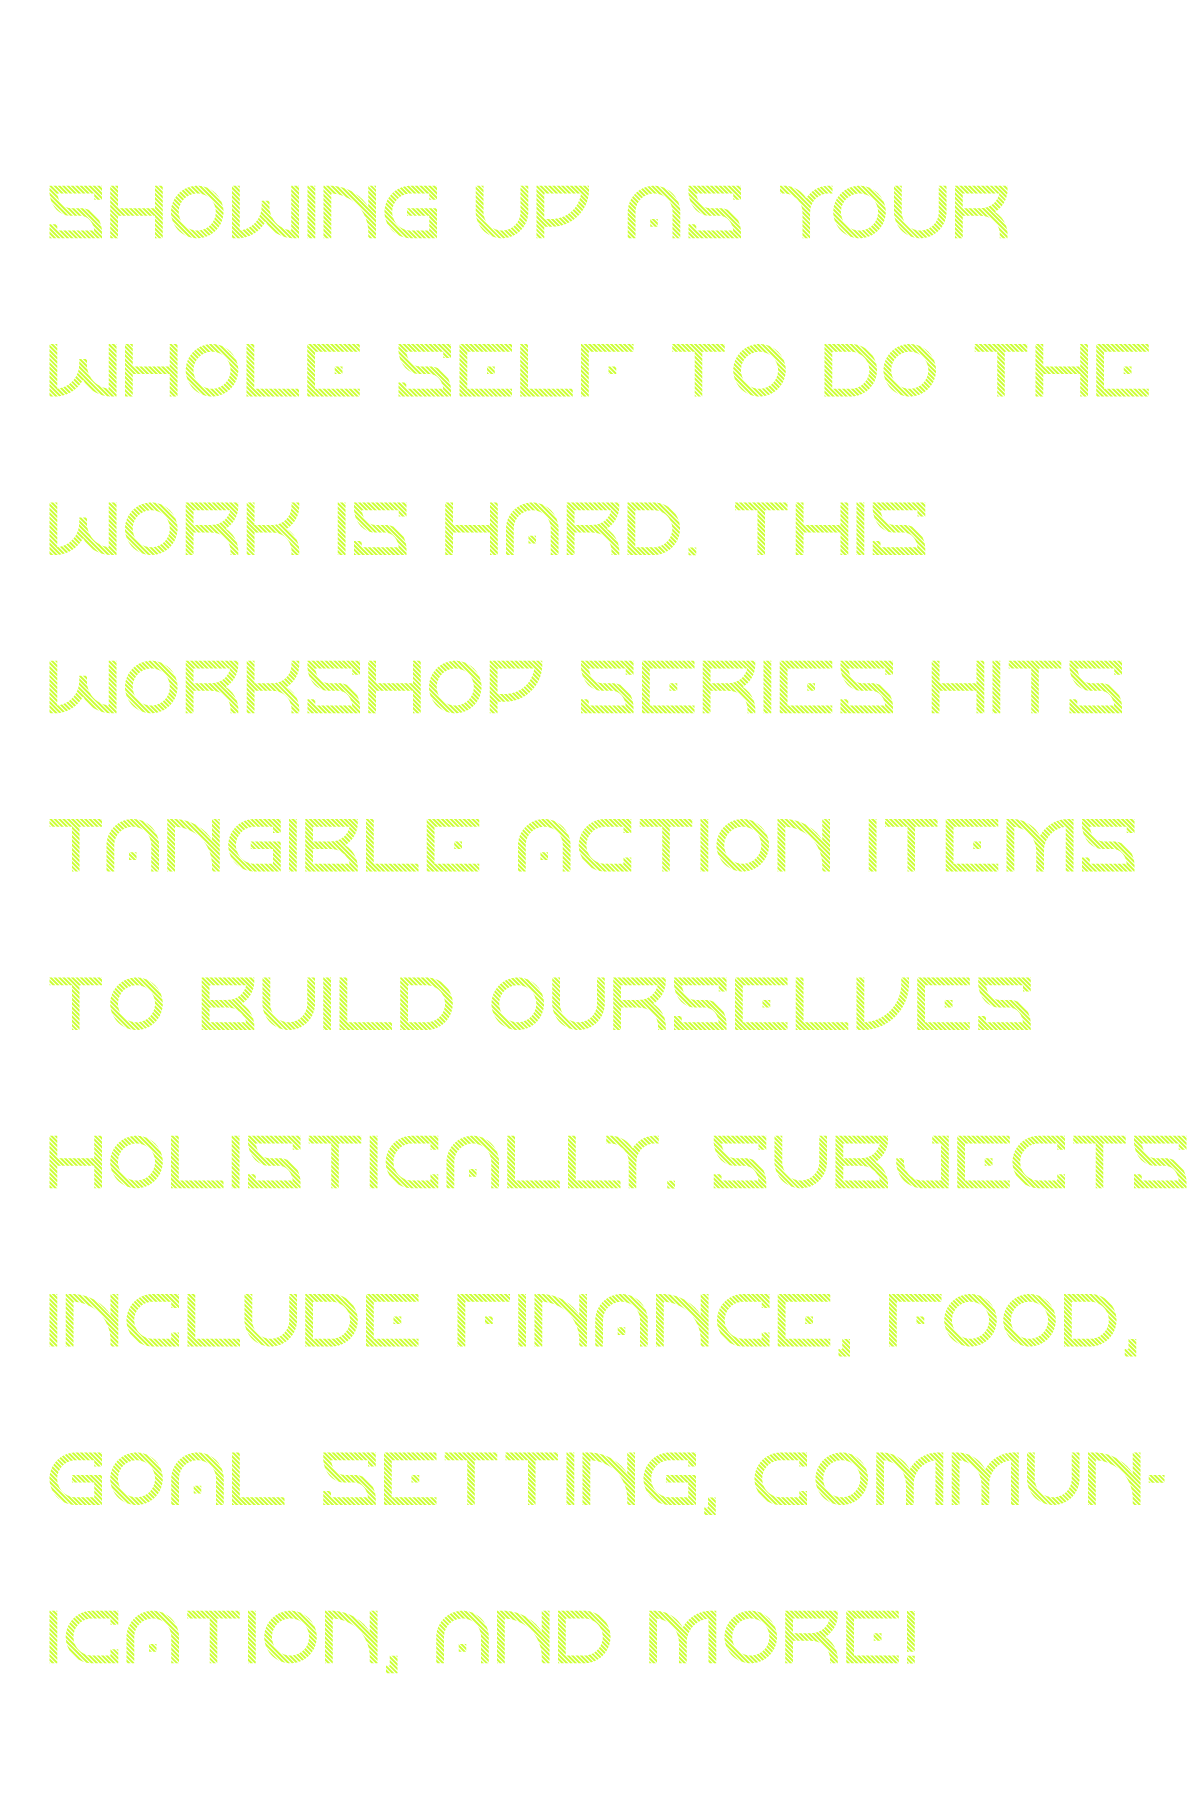 SHOWING UP AS YOUR
WHOLE SELF TO DO THE
WORK IS HARD. THIS
WORKSHOP SERIES HITS
TANGIBLE ACTION ITEMS
TO BUILD OURSELVES
HOLISTICALLY. SUBJECTS
INCLUDE FINANCE, FOOD,
GOAL SETTING, COMMUN-
ICATION, AND MORE!